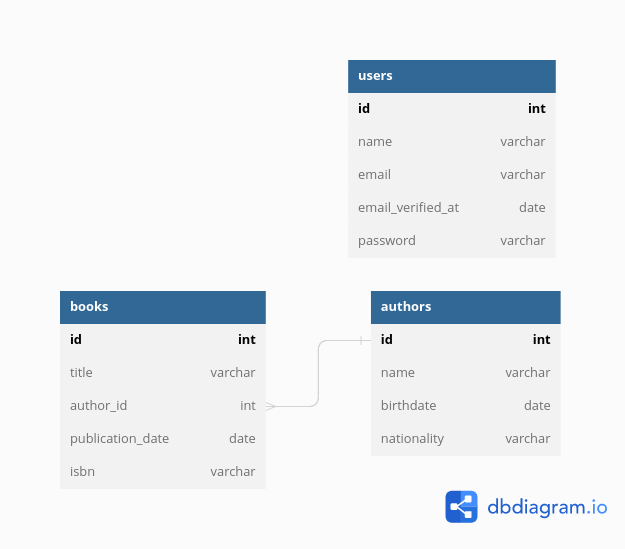 users
id int
name varchar
email varchar
email_verified_at date
password varchar
books
id int
title varchar
author_id int
publication_date date
isbn varchar
authors
id int
name varchar
birthdate date
nationality varchar
dbdiagram.io